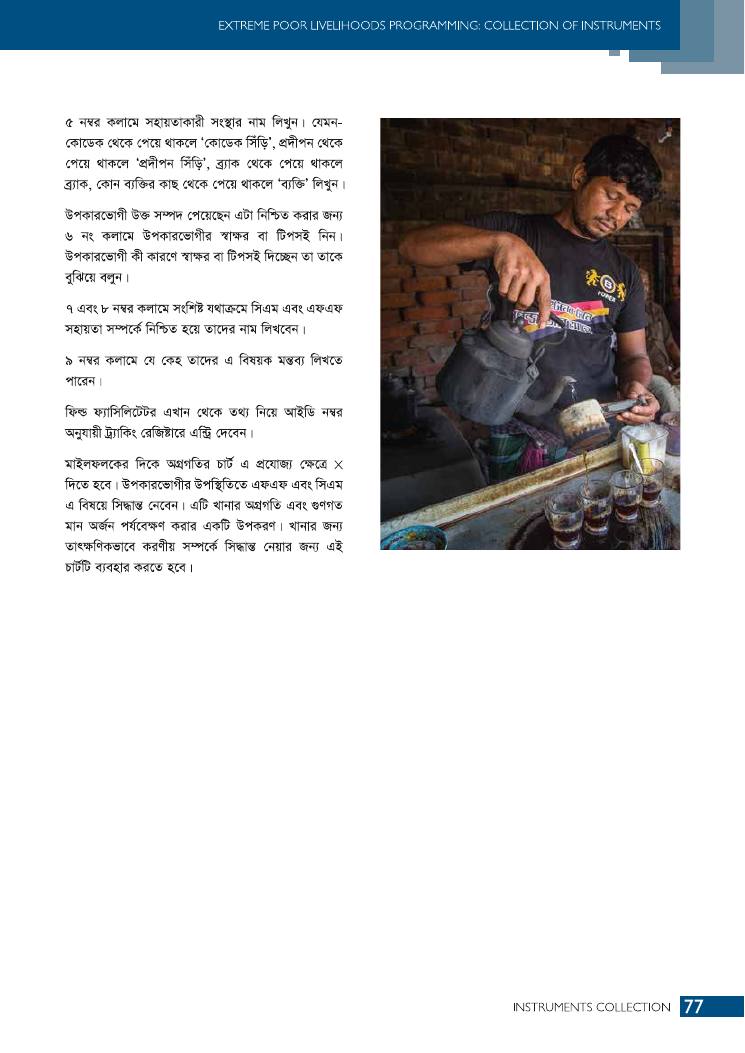 EXTREME POOR LIVELIHOODS PROGRAMMING: COLLECTION OF INSTRUMENTS
৫ নম্বর কলামে সহায়তাকারী সংস্থার নাম লিখুন। যেমন-
কোডেক থেকে পেয়ে থাকলে ‘কোডেক সিঁড়ি’, প্রদীপন থেকে
পেয়ে থাকলে ‘প্রদীপন সিঁড়ি’, ব্র্যাক থেকে পেয়ে থাকলে
ব্র্যাক, কোন ব্যক্তির কাছ থেকে পেয়ে থাকলে ‘ব্যক্তি’ লিখুন।
উপকারভোগী উক্ত সম্পদ পেয়েছেন এটা নিশ্চিত করার জন্য
৬ নং কলামে উপকারভোগীর স্বাক্ষর বা টিপসই নিন।
উপকারভোগী কী কারণে স্বাক্ষর বা টিপসই দিচ্ছেন তা তাকে
বুঝিয়ে বলুন।
৭ এবং ৮ নম্বর কলামে সংশিষ্ট যথাক্রমে সিএম এবং এফএফ
সহায়তা সম্পর্কে নিশ্চিত হয়ে তাদের নাম লিখবেন।
৯ নম্বর কলামে যে কেহ তাদের এ বিষয়ক মন্তব্য লিখতে
পারেন।
ফিল্ড ফ্যাসিলিটেটর এখান থেকে তথ্য নিয়ে আইডি নম্বর
অনুযায়ী ট্র্যাকিং রেজিষ্টারে এন্ট্রি দেবেন।
মাইলফলকের দিকে অগ্রগতির চার্ট এ প্রযোজ্য ক্ষেত্রে ×
দিতে হবে। উপকারভোগীর উপস্থিতিতে এফএফ এবং সিএম
এ বিষয়ে সিদ্ধান্ত নেবেন। এটি খানার অগ্রগতি এবং গুণগত
মান অর্জন পর্যবেক্ষণ করার একটি উপকরণ। খানার জন্য
তাৎক্ষণিকভাবে করণীয় সম্পর্কে সিদ্ধান্ত নেয়ার জন্য এই
চার্টটি ব্যবহার করতে হবে।
B
POWER
INSTRUMENTS COLLECTION 77